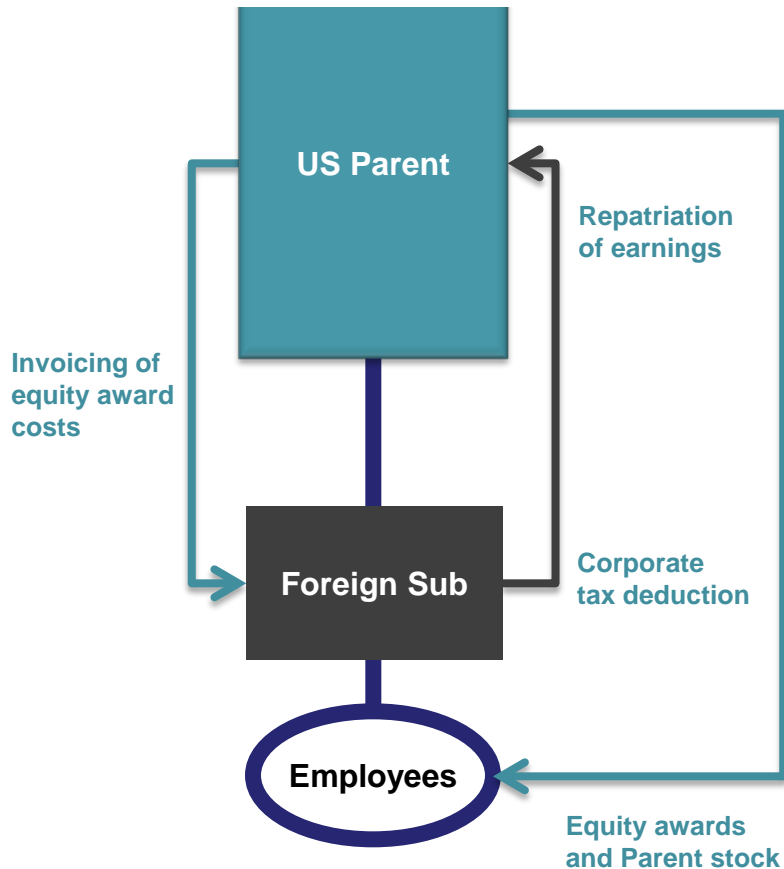 US Parent
Repatriation
of earnings
Invoicing of
equity award
costs
Foreign Sub
Corporate
tax deduction
Employees
Equity awards
and Parent stock